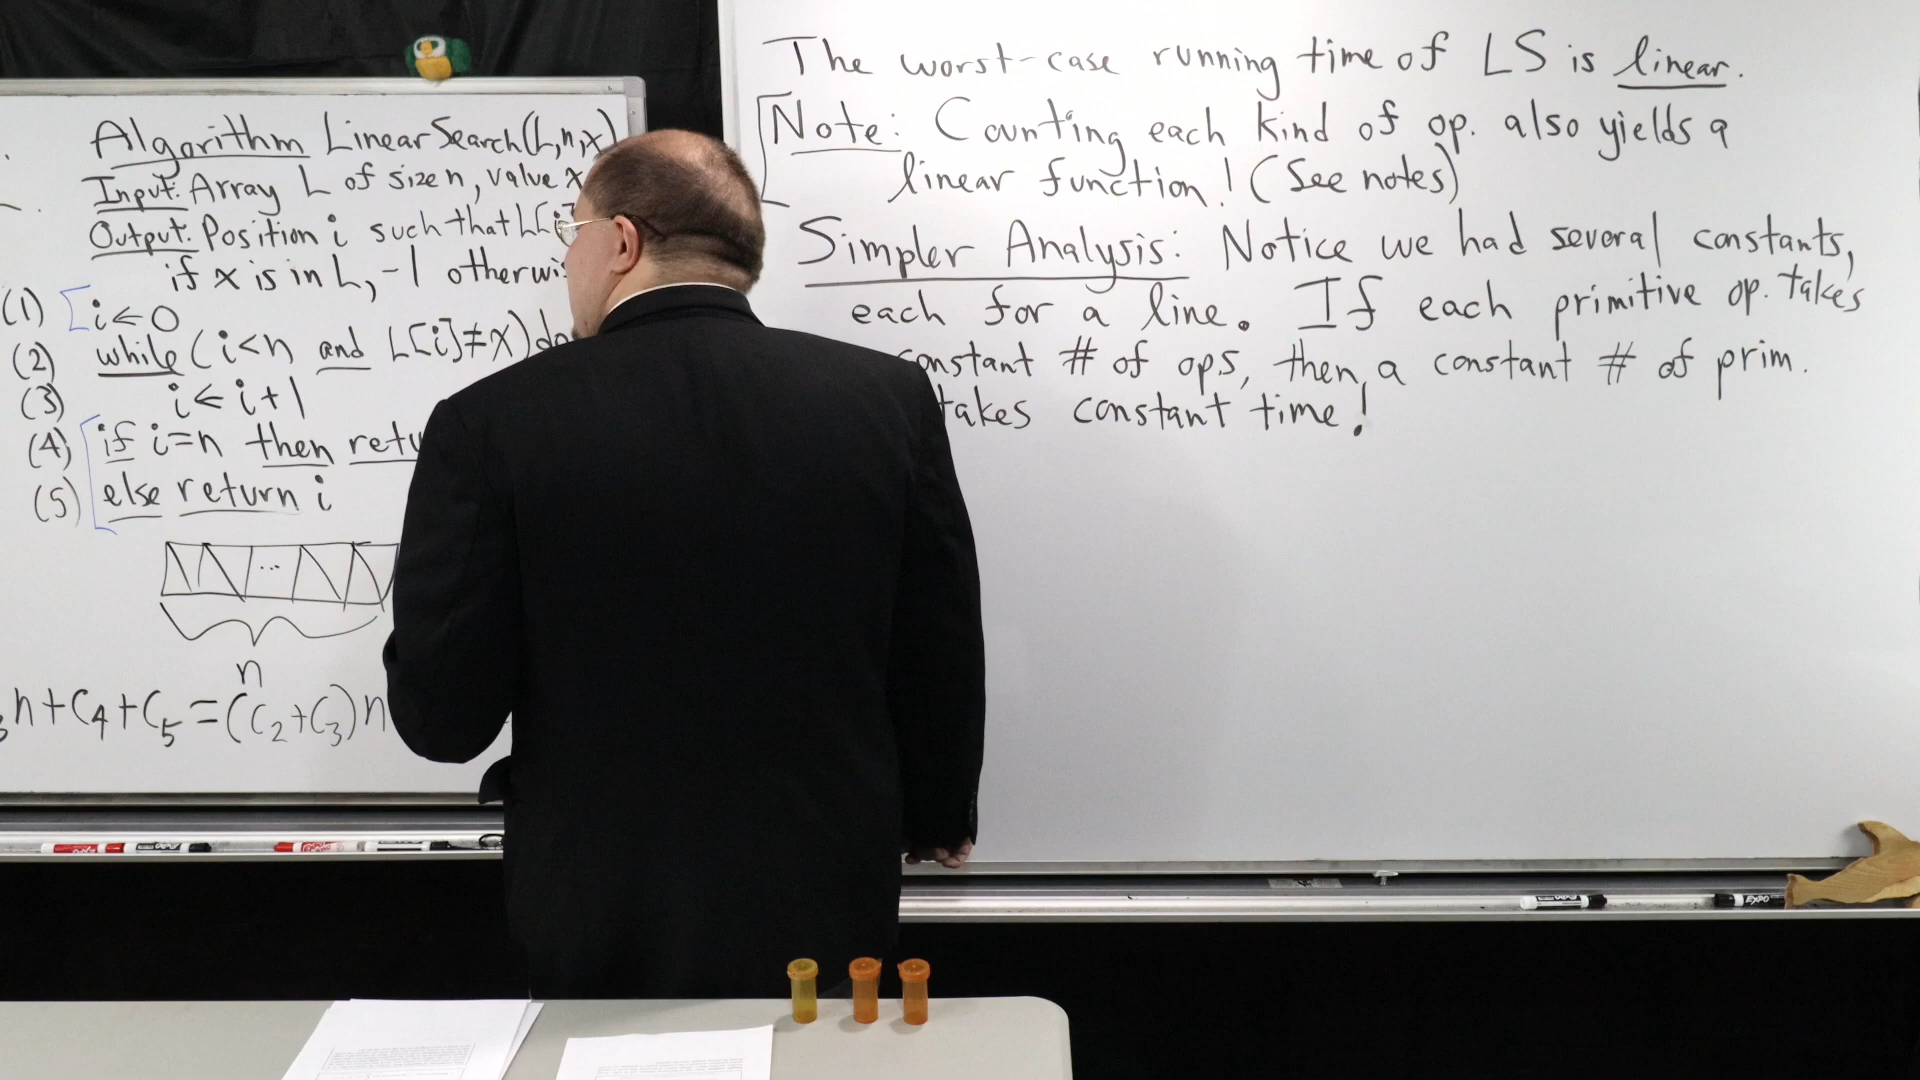 Algorithm LinearSearch(L,n,x)
Input: Array L of size n, value x
Output: Position i such that L[i]
if x is in L, -1 otherwi
(1) i←0
(2) while (i<n and L[i]≠x) do
(3) i←i+1
(4) if i=n then retu
(5) else return i
...
n
3n+C4+C5=(C2+C3)n
The worst-case running time of LS is linear.
Note: Counting each kind of op. also yields a
linear function! (See notes)
Simpler Analysis: Notice we had several constants,
each for a line. If each primitive op. takes
onstant # of ops, then a constant # of prim.
takes constant time!
EXPO